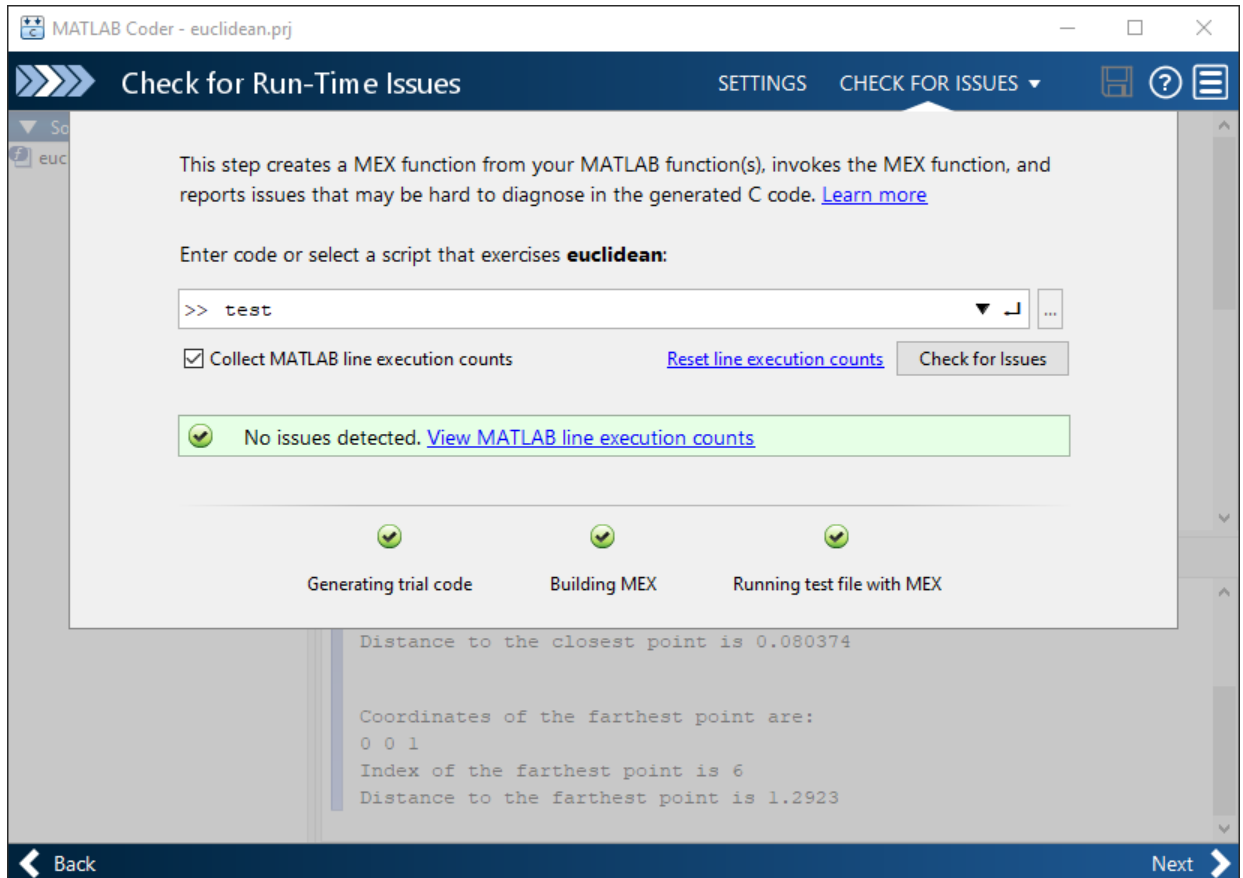 MATLAB Coder - euclidean.prj
Check for Run-Time Issues
SETTINGS
CHECK FOR ISSUES
So
euc
This step creates a MEX function from your MATLAB function(s), invokes the MEX function, and
reports issues that may be hard to diagnose in the generated C code. Learn more
Enter code or select a script that exercises euclidean:
>> test
...
Collect MATLAB line execution counts
Reset line execution counts
Check for Issues
No issues detected. View MATLAB line execution counts
Generating trial code
Building MEX
Running test file with MEX
Distance to the closest point is 0.080374
Coordinates of the farthest point are:
0 0 1
Index of the farthest point is 6
Distance to the farthest point is 1.2923
Back
Next